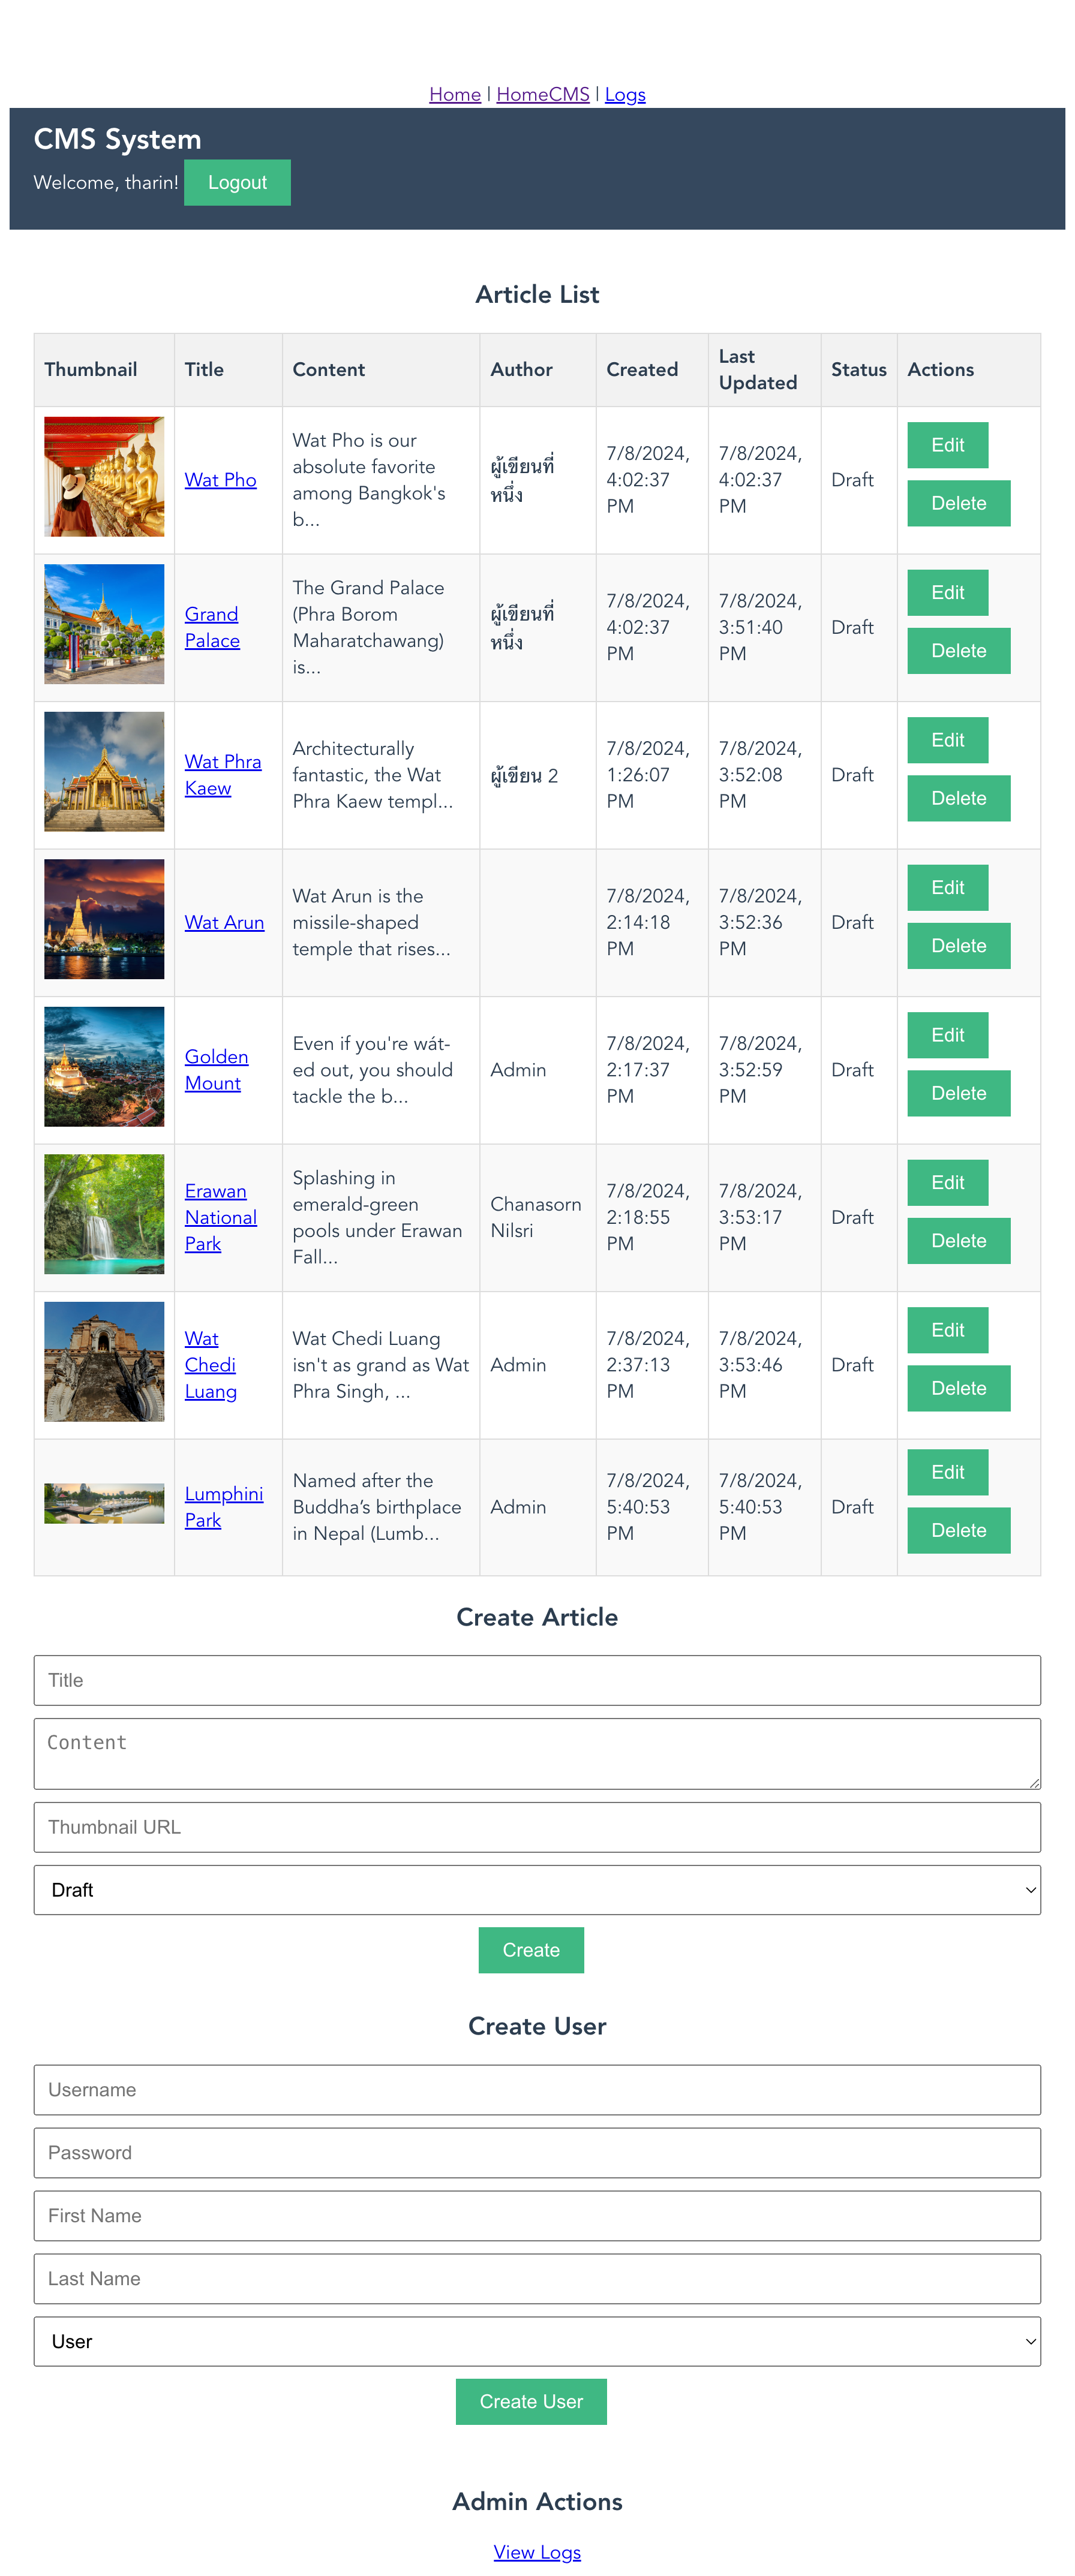 Home | HomeCMS | Logs
CMS System
Welcome, tharin! Logout
Article List
Thumbnail
Title
Content
Author
Created
Last
Updated
Status
Actions
Wat Pho
Wat Pho is our
absolute favorite
among Bangkok's
b...
ผู้เขียนที่
หนึ่ง
7/8/2024,
4:02:37
PM
7/8/2024,
4:02:37
PM
Draft
Edit
Delete
Grand
Palace
The Grand Palace
(Phra Borom
Maharatchawang)
is...
ผู้เขียนที่
หนึ่ง
7/8/2024,
4:02:37
PM
7/8/2024,
3:51:40
PM
Draft
Edit
Delete
Wat Phra
Kaew
Architecturally
fantastic, the Wat
Phra Kaew templ...
ผู้เขียน 2
7/8/2024,
1:26:07
PM
7/8/2024,
3:52:08
PM
Draft
Edit
Delete
Wat Arun
Wat Arun is the
missile-shaped
temple that rises...
7/8/2024,
2:14:18
PM
7/8/2024,
3:52:36
PM
Draft
Edit
Delete
Golden
Mount
Even if you're wát-
ed out, you should
tackle the b...
Admin
7/8/2024,
2:17:37
PM
7/8/2024,
3:52:59
PM
Draft
Edit
Delete
Erawan
National
Park
Splashing in
emerald-green
pools under Erawan
Fall...
Chanasorn
Nilsri
7/8/2024,
2:18:55
PM
7/8/2024,
3:53:17
PM
Draft
Edit
Delete
Wat
Chedi
Luang
Wat Chedi Luang
isn't as grand as Wat
Phra Singh, ...
Admin
7/8/2024,
2:37:13
PM
7/8/2024,
3:53:46
PM
Draft
Edit
Delete
Lumphini
Park
Named after the
Buddha’s birthplace
in Nepal (Lumb...
Admin
7/8/2024,
5:40:53
PM
7/8/2024,
5:40:53
PM
Draft
Edit
Delete
Create Article
Title
Content
Thumbnail URL
Draft
Create
Create User
Username
Password
First Name
Last Name
User
Create User
Admin Actions
View Logs